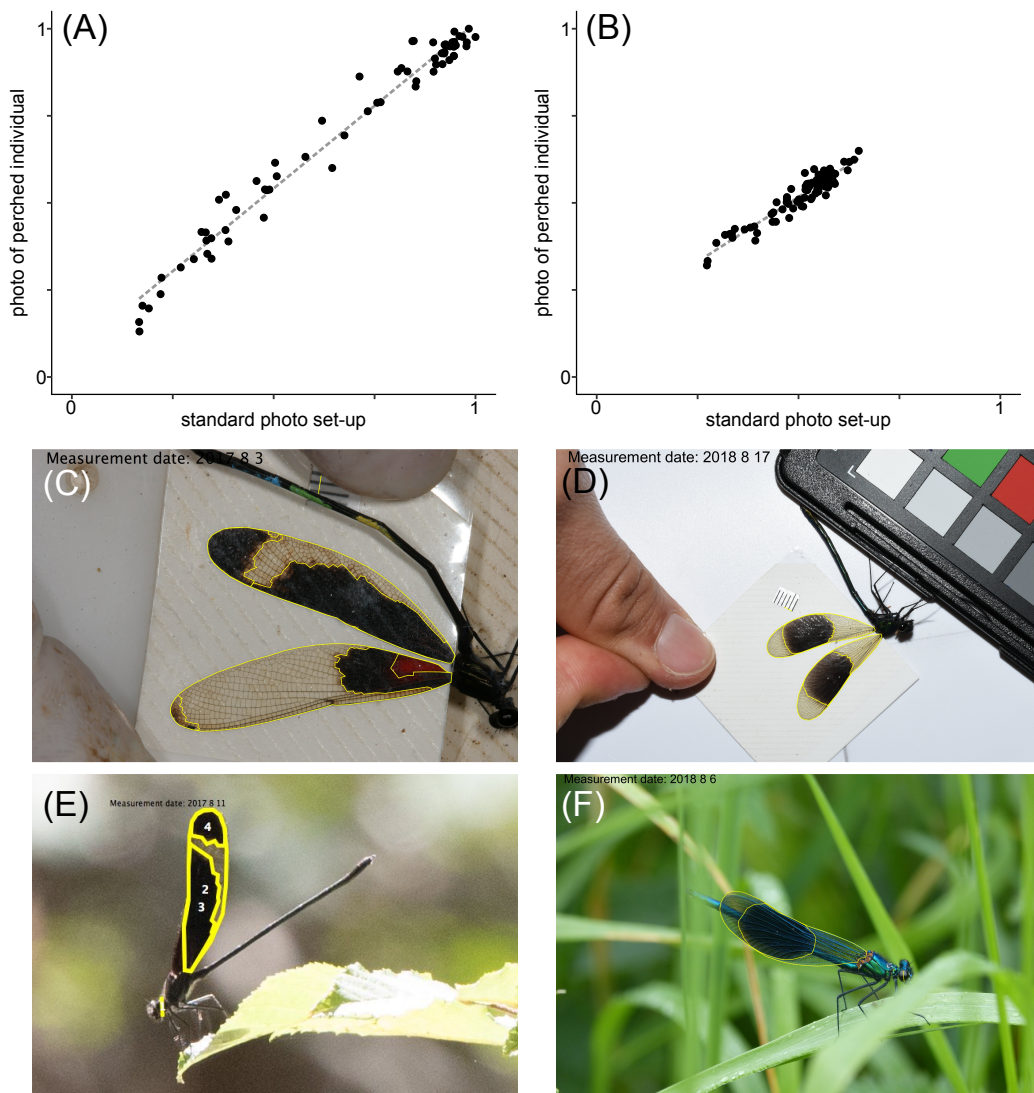 (A)
1
photo of perched individual
0
0
standard photo set-up
1
(B)
1
photo of perched individual
0
0
standard photo set-up
1
Measurement date: 2017 8 3
(C)
Measurement date: 2018 8 17
(D)
(E)
Measurement date: 2017 8 11
4
2
3
Measurement date: 2018 8 6
(F)